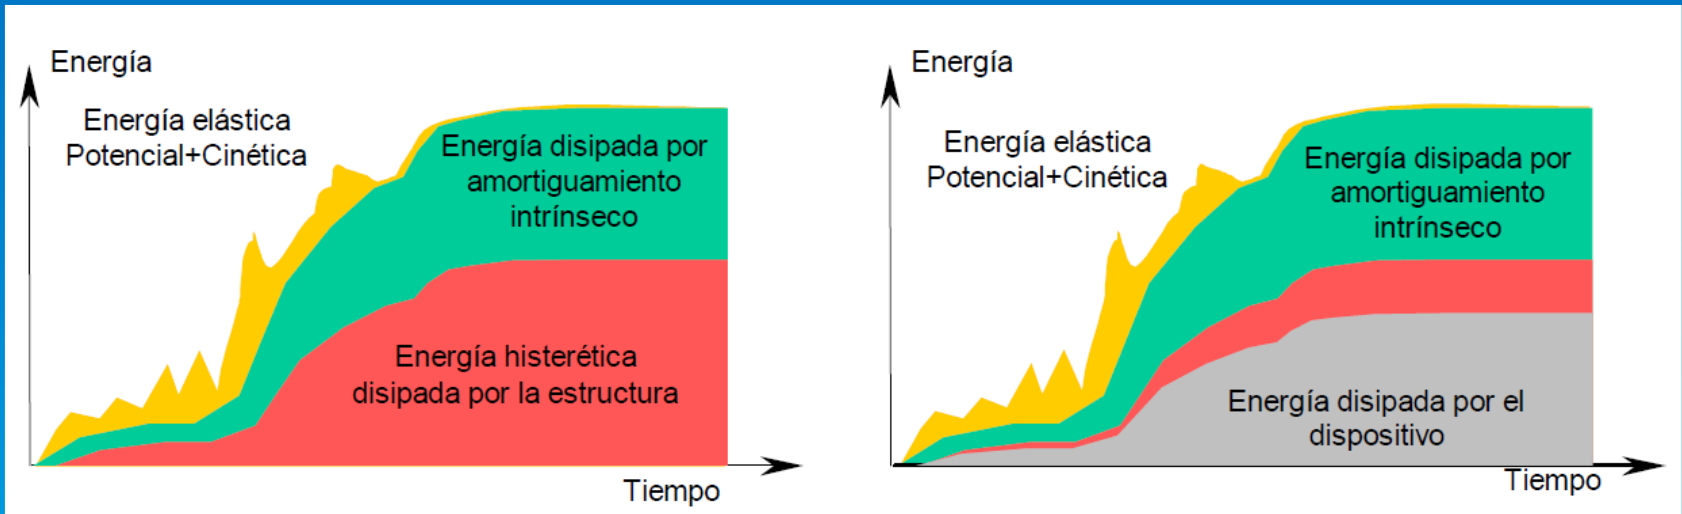 Energía
Energía elástica
Potencial+Cinética
Energía disipada por
amortiguamiento
intrínseco
Energía histerética
disipada por la estructura
Tiempo
Energía
Energía elástica
Potencial+Cinética
Energía disipada por
amortiguamiento
intrínseco
Energía disipada por el
dispositivo
Tiempo